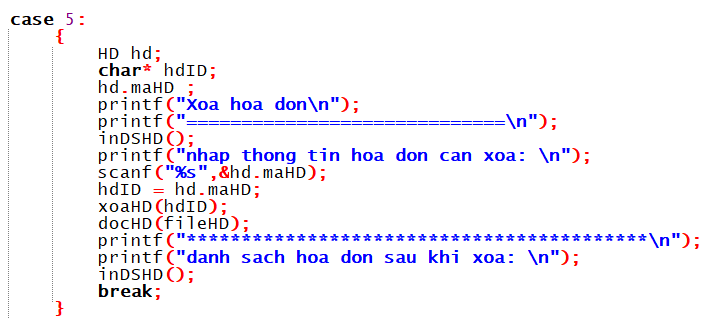 case 5:
{
HD hd;
char* hdID;
hd.maHD ;
printf("Xoa hoa don\n");
printf("=============================\n");
inDSHD();
printf("nhap thong tin hoa don can xoa: \n");
scanf("%s",&hd.maHD);
hdID = hd.maHD;
xoaHD(hdID);
docHD(fileHD);
printf("******************************************\n");
printf("danh sach hoa don sau khi xoa: \n");
inDSHD();
break;
}